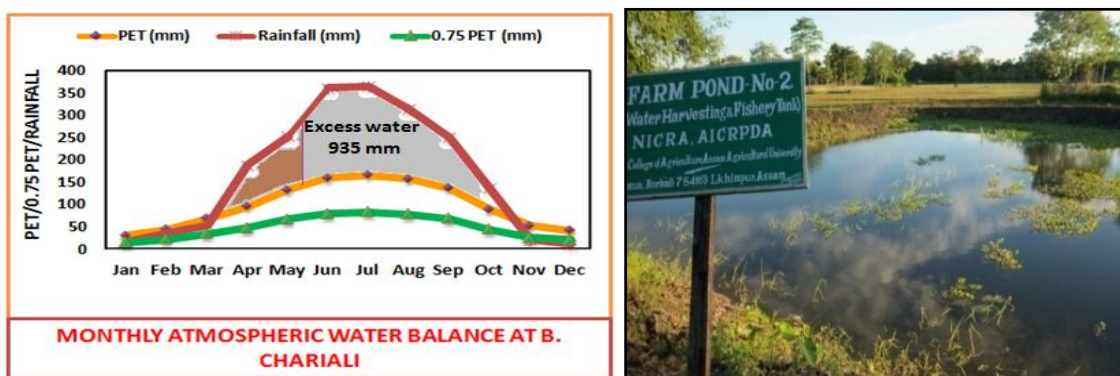 PET (mm) Rainfall (mm) 0.75 PET (mm)
PET/0.75 PET/RAINFALL
400
350
300
250
200
150
100
50
0
Excess water
935 mm
Jan Feb Mar Apr May Jun Jul Aug Sep Oct Nov Dec
MONTHLY ATMOSPHERIC WATER BALANCE AT B.
CHARIALI
FARM POND-No-2
Water Harvesting & Fishery Tank)
NICRA, AICRPDA
College of Agriculture Assam Agricultural University
Lkhimpur, Assam